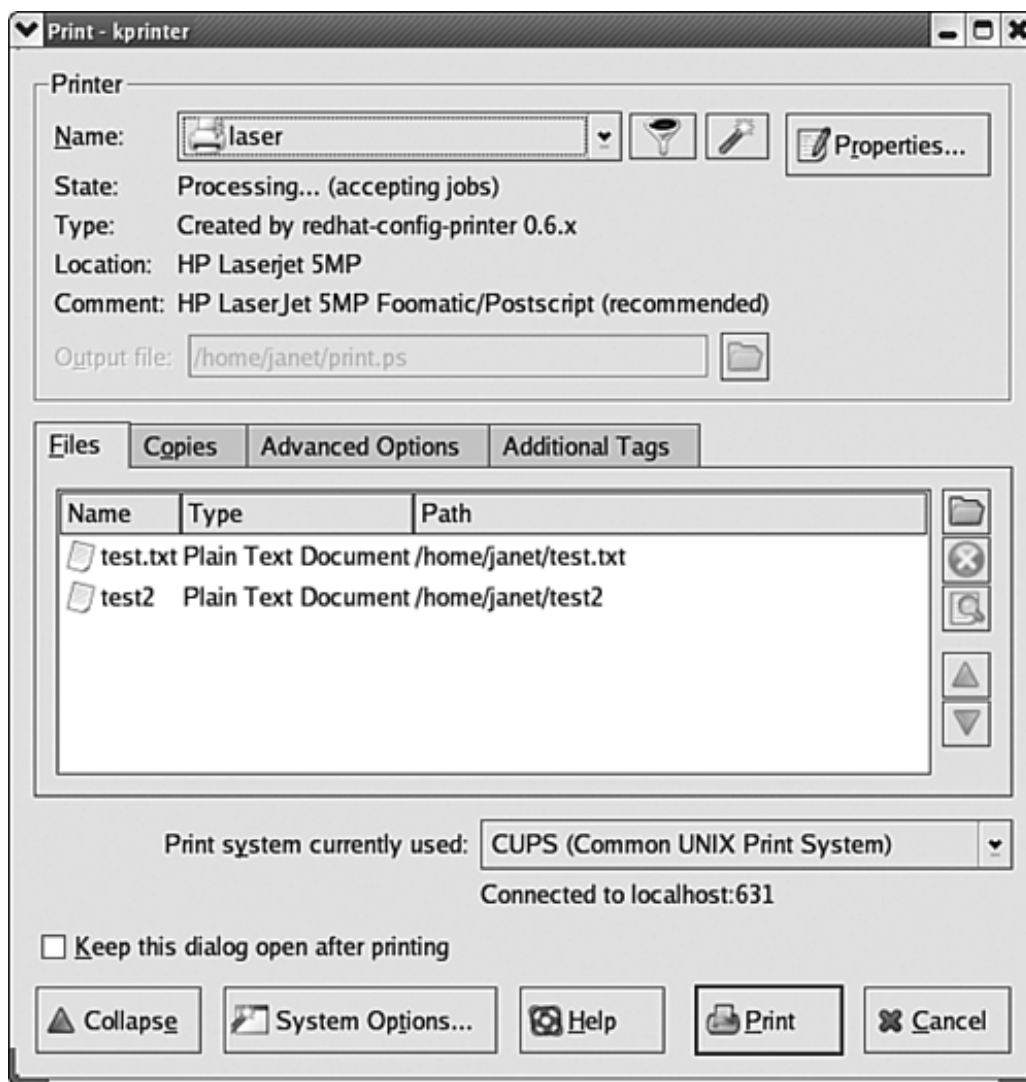 Print - kprinter
Printer
Name: laser Properties...
State: Processing... (accepting jobs)
Type: Created by redhat-config-printer 0.6.x
Location: HP Laserjet 5MP
Comment: HP LaserJet 5MP Foomatic/Postscript (recommended)
Output file: /home/janet/print.ps
Files Copies Advanced Options Additional Tags
Name Type Path
test.txt Plain Text Document /home/janet/test.txt
test2 Plain Text Document /home/janet/test2
Print system currently used: CUPS (Common UNIX Print System)
Connected to localhost:631
Keep this dialog open after printing
Collapse System Options... Help Print Cancel